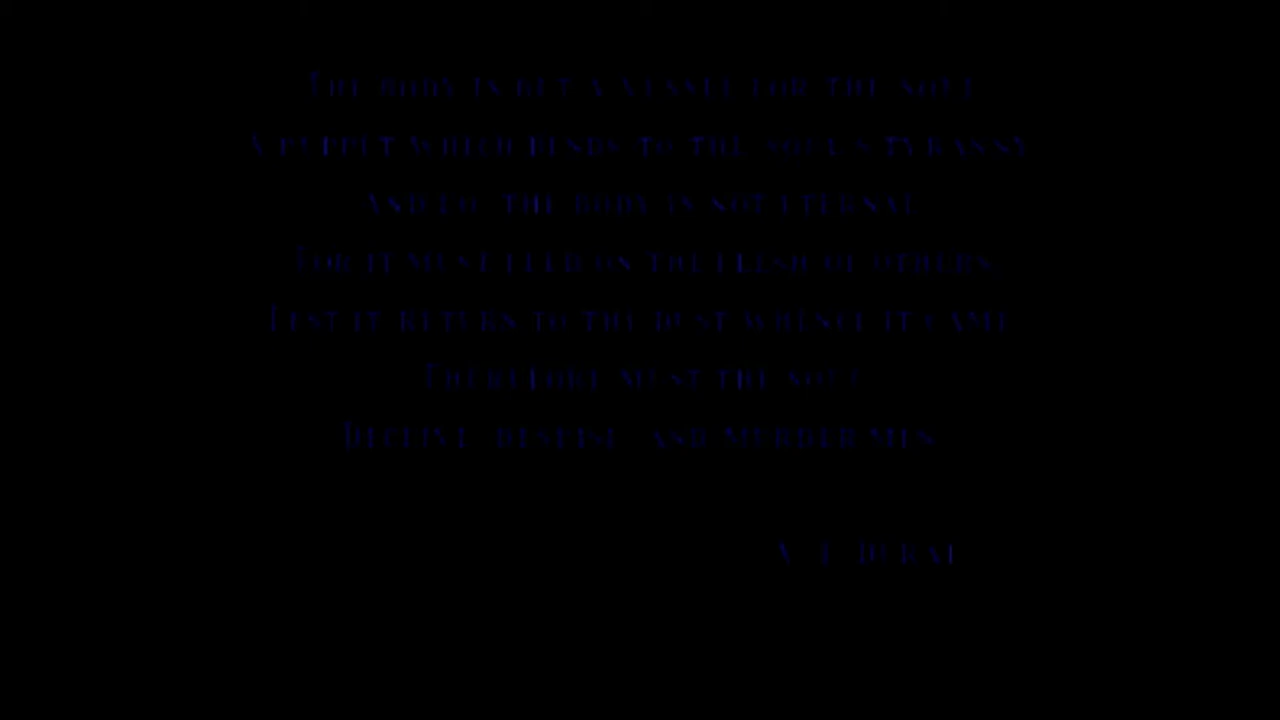 The body is but a vessel for the soul
A puppet which bends to the soul's tyranny
And lo, the body is not eternal
For it must feed on the flesh of others,
Lest it return to the dust whence it came
Therefore must the soul
Deceive, despise, and murder men
A. J. Durai